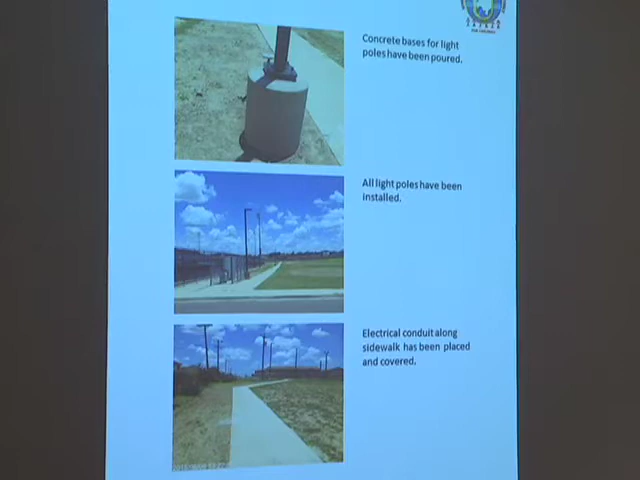 Concrete bases for light
poles have been poured.
All light poles have been
installed.
Electrical conduit along
sidewalk has been placed
and covered.